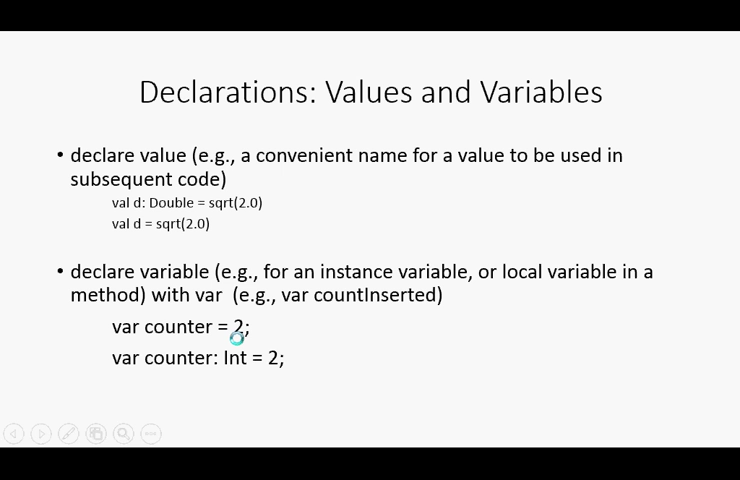 Declarations: Values and Variables
• declare value (e.g., a convenient name for a value to be used in
subsequent code)
val d: Double = sqrt(2.0)
val d = sqrt(2.0)
• declare variable (e.g., for an instance variable, or local variable in a
method) with var  (e.g., var countInserted)
var counter = 2;
var counter: Int = 2;